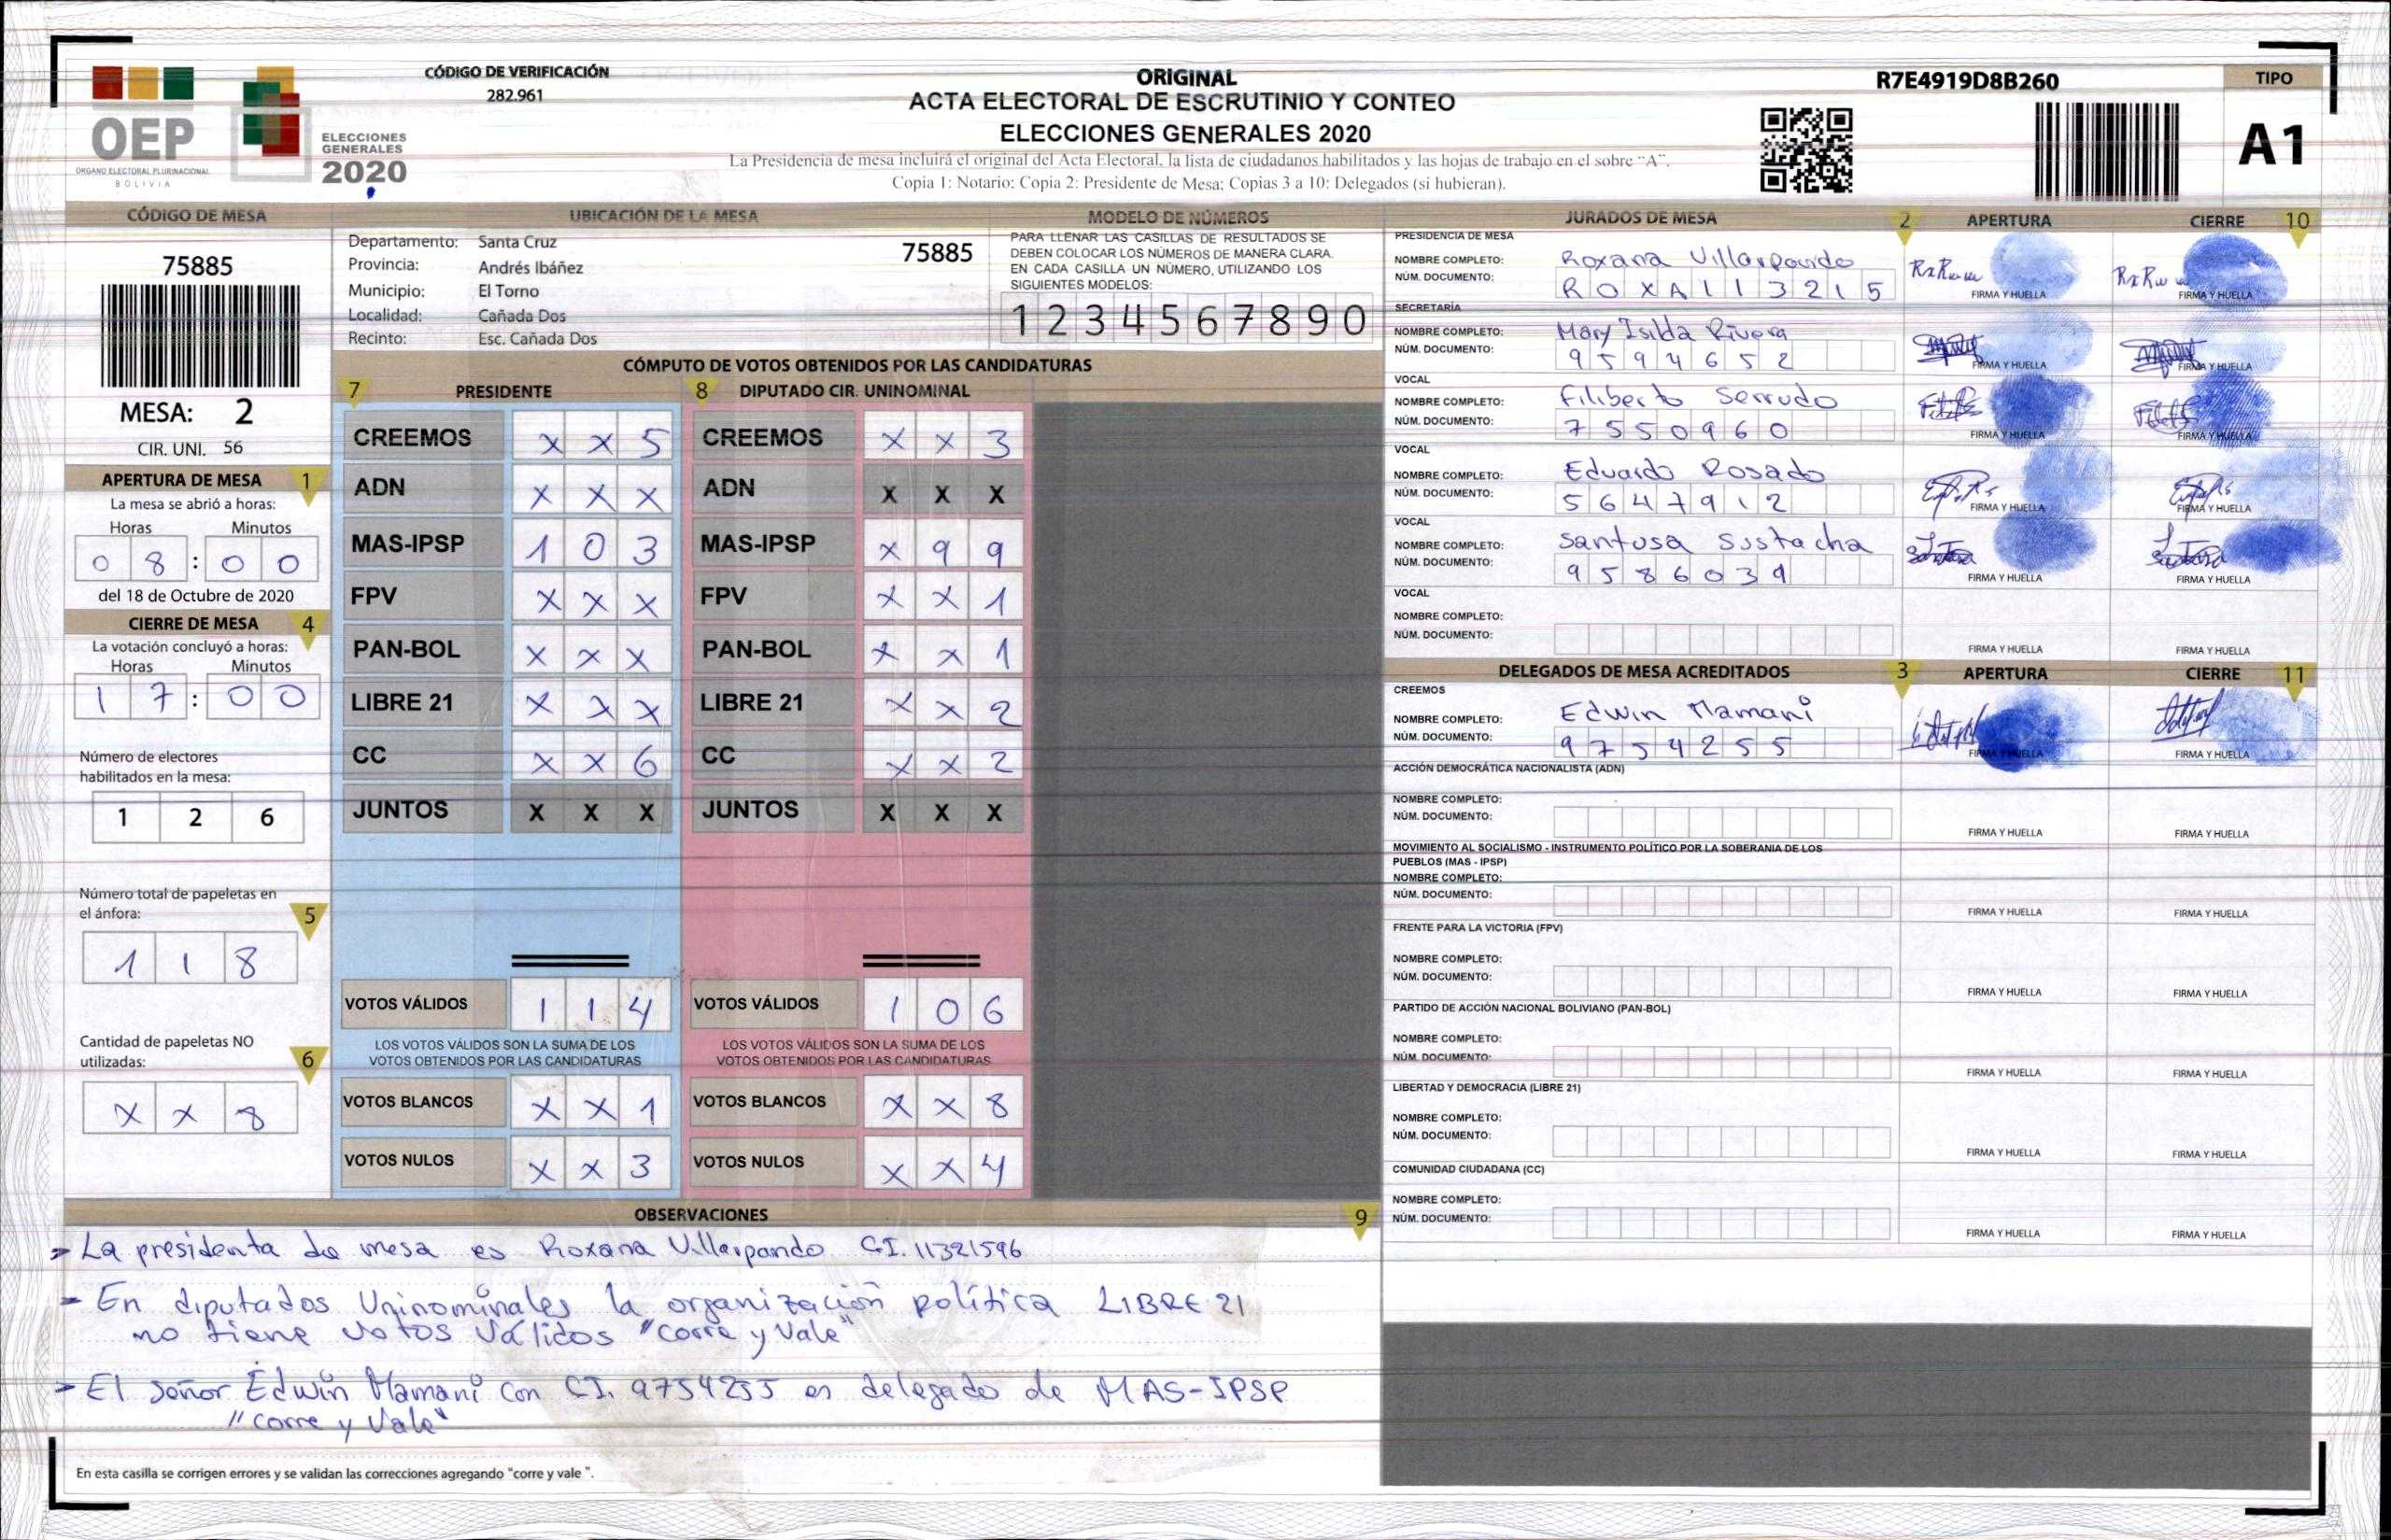 CÓDIGO DE VERIFICACIÓN
282.961
OEP
ÓRGANO ELECTORAL PLURINACIONAL
BOLIVIA
ELECCIONES
GENERALES
2020
ORIGINAL
ACTA ELECTORAL DE ESCRUTINIO Y CONTEO
ELECCIONES GENERALES 2020
La Presidencia de mesa incluirá el original del Acta Electoral, la lista de ciudadanos habilitados y las hojas de trabajo en el sobre "A".
Copia 1: Notario; Copia 2: Presidente de Mesa; Copias 3 a 10: Delegados (si hubieran).
R7E4919D8B260
TIPO
A1
CÓDIGO DE MESA
75885
MESA: 2
CIR. UNI. 56
APERTURA DE MESA 1
La mesa se abrió a horas:
Horas Minutos
0 8 : 0 0
del 18 de Octubre de 2020
CIERRE DE MESA 4
La votación concluyó a horas:
Horas Minutos
1 7 : 0 0
Número de electores
habilitados en la mesa:
1 2 6
Número total de papeletas en
el ánfora: 5
1 1 8
Cantidad de papeletas NO
utilizadas: 6
X X 8
UBICACIÓN DE LA MESA
Departamento: Santa Cruz 75885
Provincia: Andrés Ibáñez
Municipio: El Torno
Localidad: Cañada Dos
Recinto: Esc. Cañada Dos
MODELO DE NÚMEROS
PARA LLENAR LAS CASILLAS DE RESULTADOS SE
DEBEN COLOCAR LOS NÚMEROS DE MANERA CLARA.
EN CADA CASILLA UN NÚMERO, UTILIZANDO LOS
SIGUIENTES MODELOS:
1 2 3 4 5 6 7 8 9 0
CÓMPUTO DE VOTOS OBTENIDOS POR LAS CANDIDATURAS
7 PRESIDENTE
CREEMOS X X 5
ADN X X X
MAS-IPSP 1 0 3
FPV X X X
PAN-BOL X X X
LIBRE 21 X X X
CC X X 6
JUNTOS X X X
VOTOS VÁLIDOS 1 1 4
LOS VOTOS VÁLIDOS SON LA SUMA DE LOS
VOTOS OBTENIDOS POR LAS CANDIDATURAS
VOTOS BLANCOS X X 1
VOTOS NULOS X X 3
8 DIPUTADO CIR. UNINOMINAL
CREEMOS X X 3
ADN X X X
MAS-IPSP X 9 9
FPV X X 1
PAN-BOL X X 1
LIBRE 21 X X 2
CC X X 2
JUNTOS X X X
VOTOS VÁLIDOS 1 0 6
LOS VOTOS VÁLIDOS SON LA SUMA DE LOS
VOTOS OBTENIDOS POR LAS CANDIDATURAS
VOTOS BLANCOS X X 8
VOTOS NULOS X X 4
OBSERVACIONES 9
La presidenta de mesa es Roxana Villarpando C.I. 11321596
En diputados Uninominales la organización política LIBRE 21
no tiene votos válidos "corre y Vale"
El señor Edwin Mamani con C.I. 9754255 es delegado de MAS-IPSP
"corre y Vale"
En esta casilla se corrigen errores y se validan las correcciones agregando "corre y vale ".
JURADOS DE MESA 2 APERTURA CIERRE 10
PRESIDENCIA DE MESA
NOMBRE COMPLETO: Roxana Villarpando
NÚM. DOCUMENTO: R O X A 1 1 3 2 1 5
FIRMA Y HUELLA FIRMA Y HUELLA
SECRETARÍA
NOMBRE COMPLETO: Mary Isilda Rivera
NÚM. DOCUMENTO: 9 5 9 4 6 5 2
FIRMA Y HUELLA FIRMA Y HUELLA
VOCAL
NOMBRE COMPLETO: Filiberto Serrudo
NÚM. DOCUMENTO: 7 5 5 0 9 6 0
FIRMA Y HUELLA FIRMA Y HUELLA
VOCAL
NOMBRE COMPLETO: Eduardo Rosado
NÚM. DOCUMENTO: 5 6 4 7 9 1 2
FIRMA Y HUELLA FIRMA Y HUELLA
VOCAL
NOMBRE COMPLETO: Santusa Sustacha
NÚM. DOCUMENTO: 9 5 8 6 0 3 9
FIRMA Y HUELLA FIRMA Y HUELLA
VOCAL
NOMBRE COMPLETO:
NÚM. DOCUMENTO:
FIRMA Y HUELLA FIRMA Y HUELLA
DELEGADOS DE MESA ACREDITADOS 3 APERTURA CIERRE 11
CREEMOS
NOMBRE COMPLETO: Edwin Mamani
NÚM. DOCUMENTO: 9 7 5 4 2 5 5
FIRMA Y HUELLA FIRMA Y HUELLA
ACCIÓN DEMOCRÁTICA NACIONALISTA (ADN)
NOMBRE COMPLETO:
NÚM. DOCUMENTO:
FIRMA Y HUELLA FIRMA Y HUELLA
MOVIMIENTO AL SOCIALISMO - INSTRUMENTO POLÍTICO POR LA SOBERANIA DE LOS
PUEBLOS (MAS - IPSP)
NOMBRE COMPLETO:
NÚM. DOCUMENTO:
FIRMA Y HUELLA FIRMA Y HUELLA
FRENTE PARA LA VICTORIA (FPV)
NOMBRE COMPLETO:
NÚM. DOCUMENTO:
FIRMA Y HUELLA FIRMA Y HUELLA
PARTIDO DE ACCIÓN NACIONAL BOLIVIANO (PAN-BOL)
NOMBRE COMPLETO:
NÚM. DOCUMENTO:
FIRMA Y HUELLA FIRMA Y HUELLA
LIBERTAD Y DEMOCRACIA (LIBRE 21)
NOMBRE COMPLETO:
NÚM. DOCUMENTO:
FIRMA Y HUELLA FIRMA Y HUELLA
COMUNIDAD CIUDADANA (CC)
NOMBRE COMPLETO:
NÚM. DOCUMENTO:
FIRMA Y HUELLA FIRMA Y HUELLA